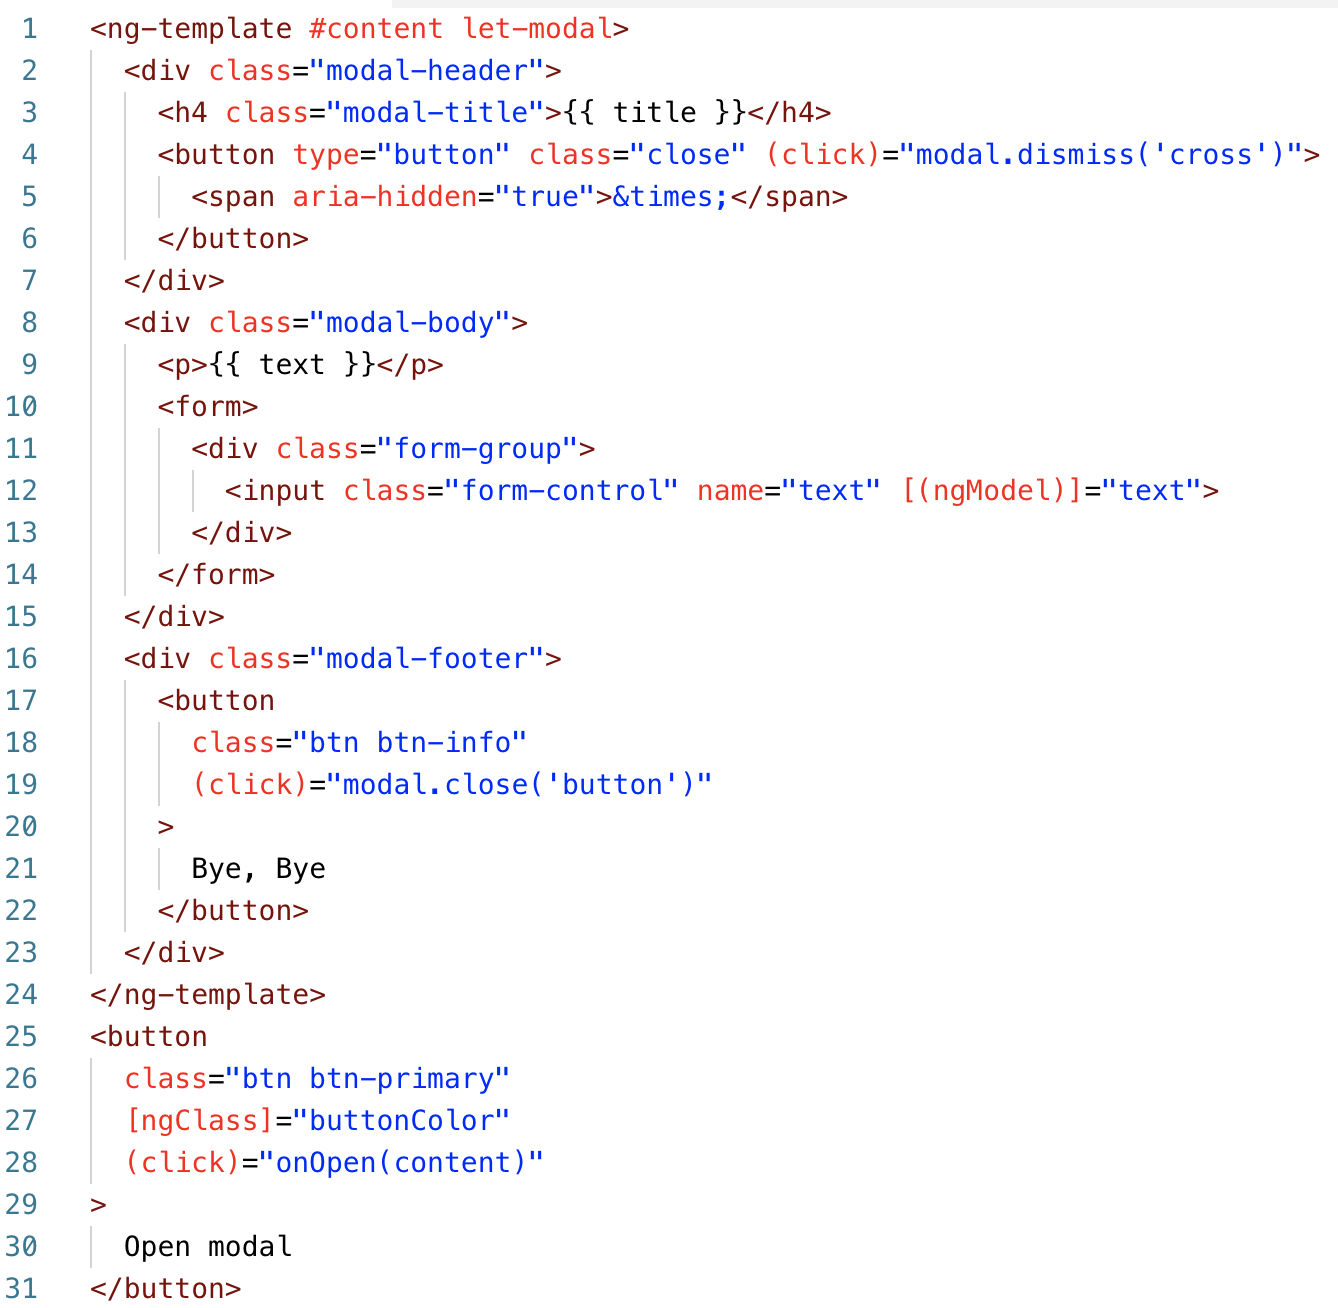 1 <ng-template #content let-modal>
2 <div class="modal-header">
3 <h4 class="modal-title">{{ title }}</h4>
4 <button type="button" class="close" (click)="modal.dismiss('cross')">
5 <span aria-hidden="true">&times;</span>
6 </button>
7 </div>
8 <div class="modal-body">
9 <p>{{ text }}</p>
10 <form>
11 <div class="form-group">
12 <input class="form-control" name="text" [(ngModel)]="text">
13 </div>
14 </form>
15 </div>
16 <div class="modal-footer">
17 <button
18 class="btn btn-info"
19 (click)="modal.close('button')"
20 >
21 Bye, Bye
22 </button>
23 </div>
24 </ng-template>
25 <button
26 class="btn btn-primary"
27 [ngClass]="buttonColor"
28 (click)="onOpen(content)"
29 >
30 Open modal
31 </button>